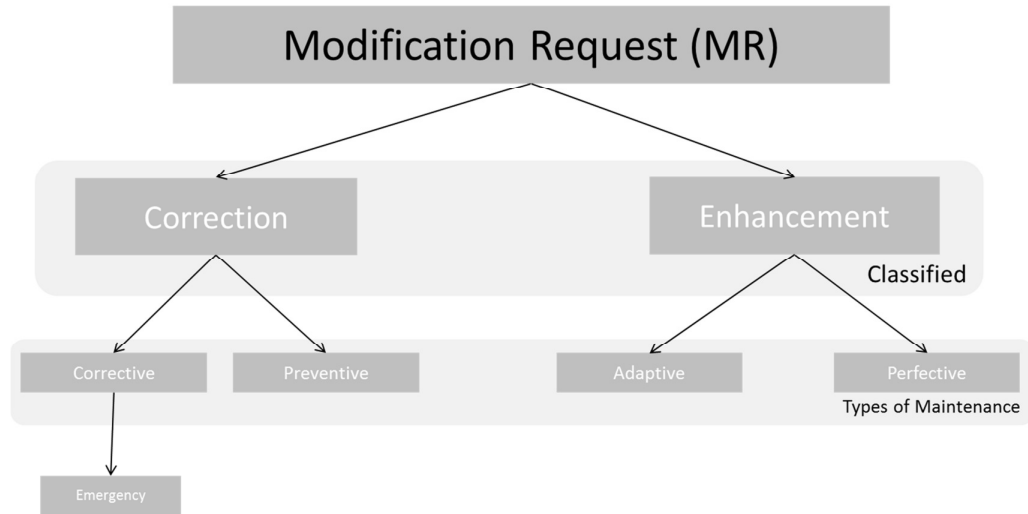 Modification Request (MR)
Correction
Enhancement
Classified
Corrective
Preventive
Adaptive
Perfective
Types of Maintenance
Emergency